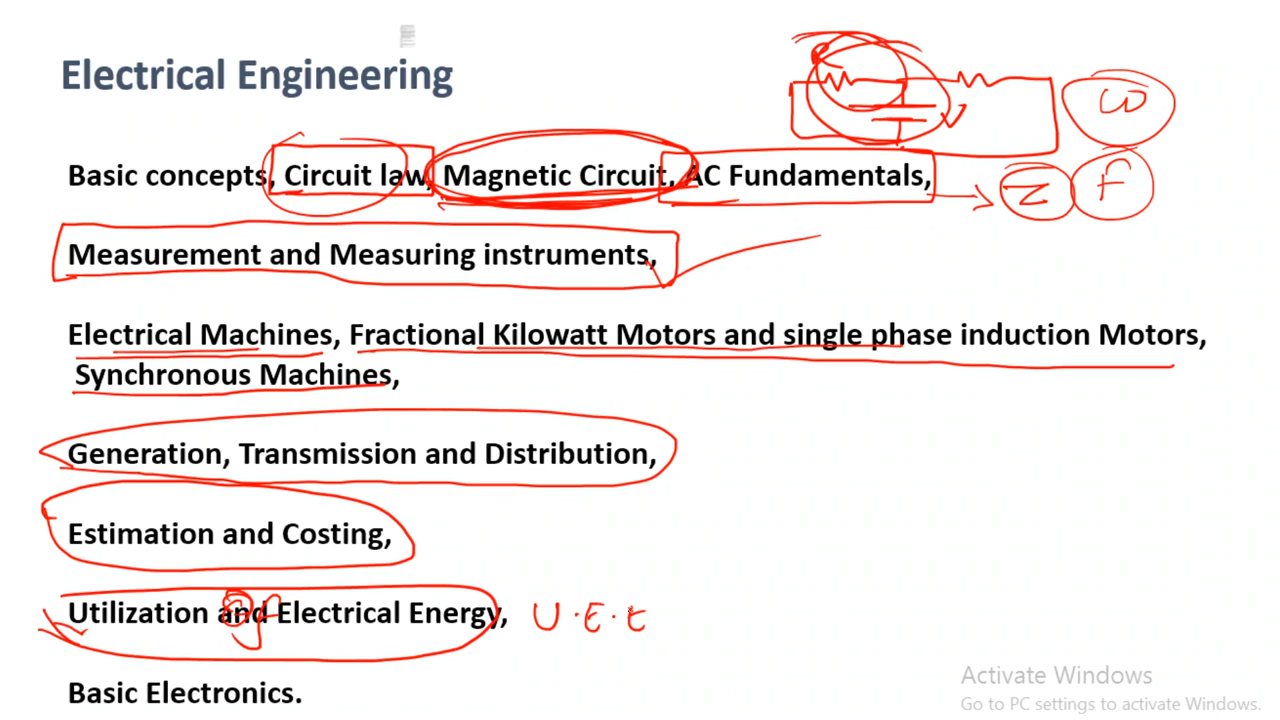 Electrical Engineering
R
V
ω
Basic concepts, Circuit law, Magnetic Circuit, AC Fundamentals,
Z f
Measurement and Measuring instruments,
Electrical Machines, Fractional Kilowatt Motors and single phase induction Motors,
Synchronous Machines,
Generation, Transmission and Distribution,
Estimation and Costing,
Utilization and Electrical Energy, U.E.E
of
Basic Electronics.
Activate Windows
Go to PC settings to activate Windows.